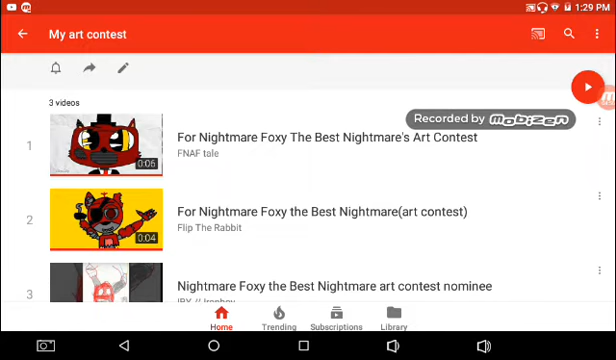 1:29 PM
My art contest
3 videos
Recorded by mobizen
1
For Nightmare Foxy The Best Nightmare's Art Contest
FNAF tale
0:06
2
For Nightmare Foxy the Best Nightmare(art contest)
Flip The Rabbit
0:04
3
Nightmare Foxy the Best Nightmare art contest nominee
Home
Trending
Subscriptions
Library